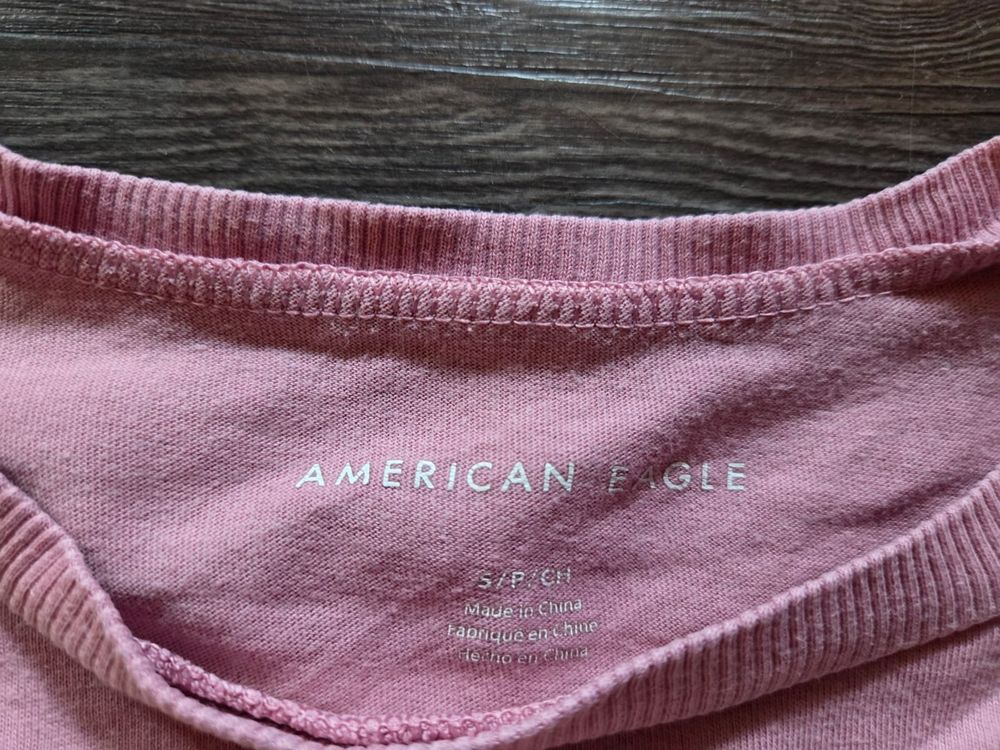 AMERICAN EAGLE
S/P/CH
Made in China
Fabriqué en Chine
Hecho en China